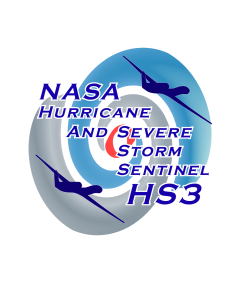 NASA
Hurricane
And Severe
Storm
Sentinel
HS3